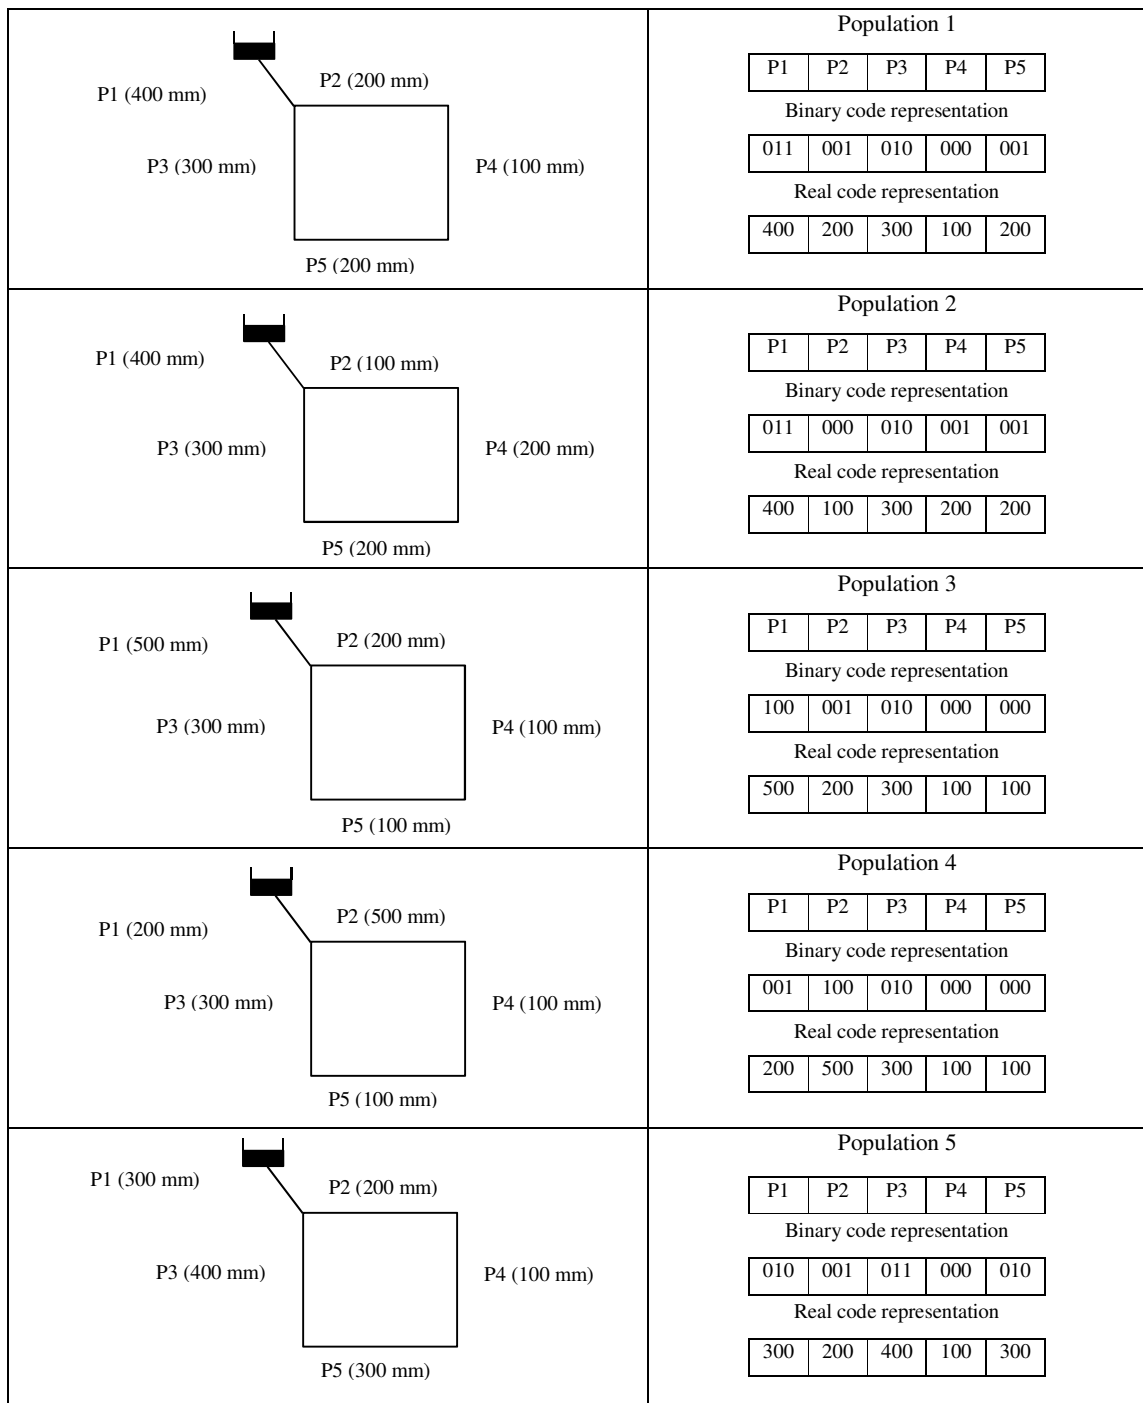 P2 (200 mm)
P1 (400 mm)
P3 (300 mm)
P4 (100 mm)
P5 (200 mm)
Population 1
P1 P2 P3 P4 P5
Binary code representation
011 001 010 000 001
Real code representation
400 200 300 100 200
P1 (400 mm)
P2 (100 mm)
P3 (300 mm)
P4 (200 mm)
P5 (200 mm)
Population 2
P1 P2 P3 P4 P5
Binary code representation
011 000 010 001 001
Real code representation
400 100 300 200 200
P1 (500 mm)
P2 (200 mm)
P3 (300 mm)
P4 (100 mm)
P5 (100 mm)
Population 3
P1 P2 P3 P4 P5
Binary code representation
100 001 010 000 000
Real code representation
500 200 300 100 100
P2 (500 mm)
P1 (200 mm)
P3 (300 mm)
P4 (100 mm)
P5 (100 mm)
Population 4
P1 P2 P3 P4 P5
Binary code representation
001 100 010 000 000
Real code representation
200 500 300 100 100
P1 (300 mm)
P2 (200 mm)
P3 (400 mm)
P4 (100 mm)
P5 (300 mm)
Population 5
P1 P2 P3 P4 P5
Binary code representation
010 001 011 000 010
Real code representation
300 200 400 100 300